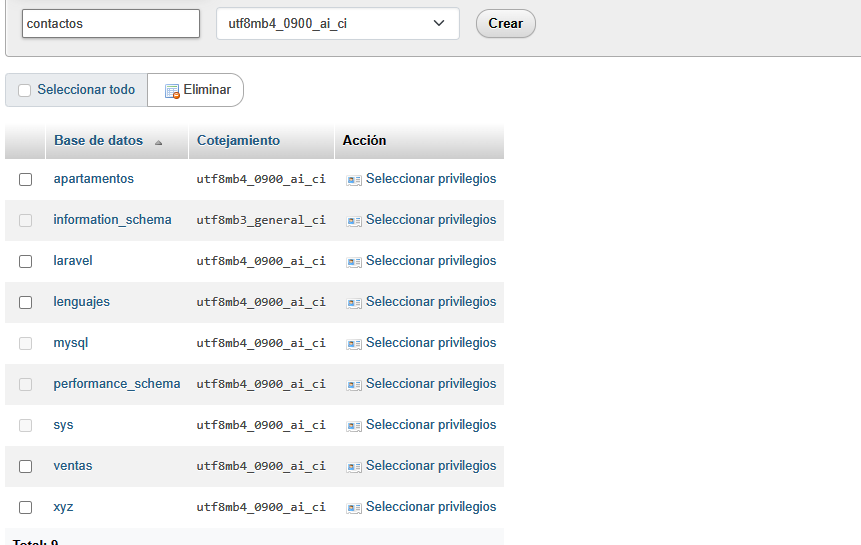 contactos utf8mb4_0900_ai_ci Crear
Seleccionar todo Eliminar
Base de datos Cotejamiento Acción
apartamentos utf8mb4_0900_ai_ci Seleccionar privilegios
information_schema utf8mb3_general_ci Seleccionar privilegios
laravel utf8mb4_0900_ai_ci Seleccionar privilegios
lenguajes utf8mb4_0900_ai_ci Seleccionar privilegios
mysql utf8mb4_0900_ai_ci Seleccionar privilegios
performance_schema utf8mb4_0900_ai_ci Seleccionar privilegios
sys utf8mb4_0900_ai_ci Seleccionar privilegios
ventas utf8mb4_0900_ai_ci Seleccionar privilegios
xyz utf8mb4_0900_ai_ci Seleccionar privilegios
Total: 9